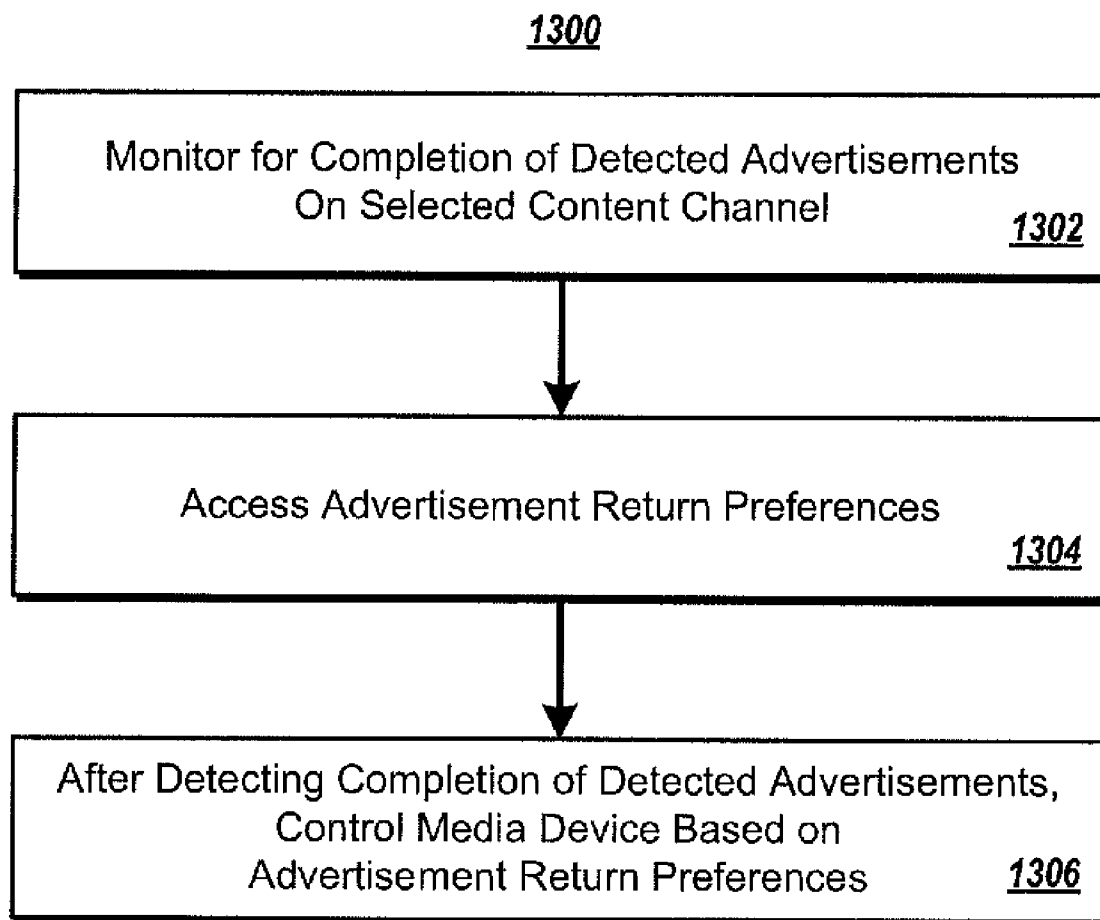 1300
Monitor for Completion of Detected Advertisements
On Selected Content Channel
1302
Access Advertisement Return Preferences
1304
After Detecting Completion of Detected Advertisements,
Control Media Device Based on
Advertisement Return Preferences
1306